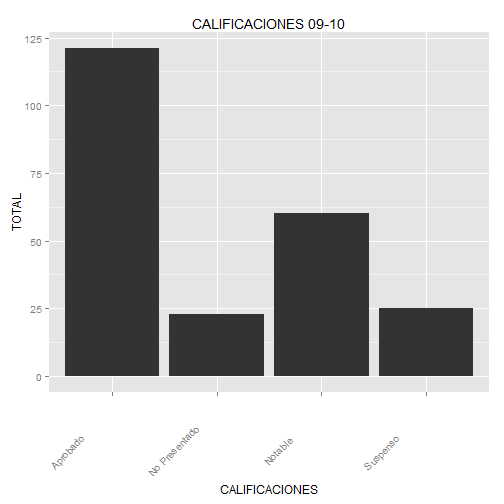 CALIFICACIONES 09-10
125
100
75
50
25
0
TOTAL
Aprobado
No Presentado
Notable
Suspenso
CALIFICACIONES